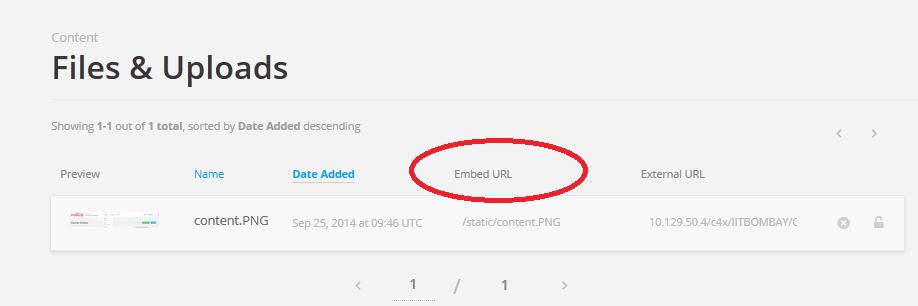 Content
Files & Uploads
Showing 1-1 out of 1 total, sorted by Date Added descending
Preview Name Date Added Embed URL External URL
content.PNG Sep 25, 2014 at 09:46 UTC /static/content.PNG 10.129.50.4/c4x/IITBOMBAY/
1 / 1